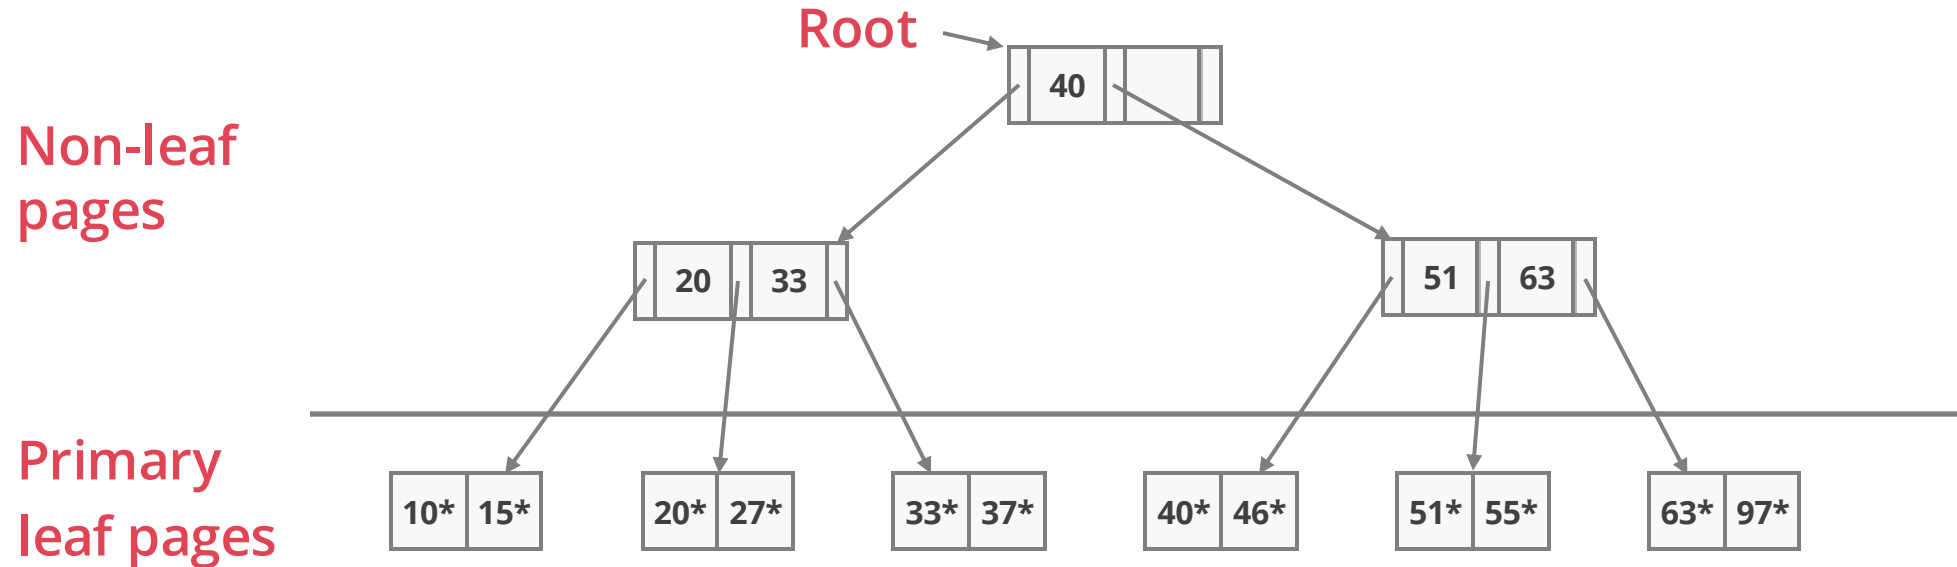 Root
40
Non-leaf
pages
20 33
51 63
Primary
leaf pages
10* 15*
20* 27*
33* 37*
40* 46*
51* 55*
63* 97*